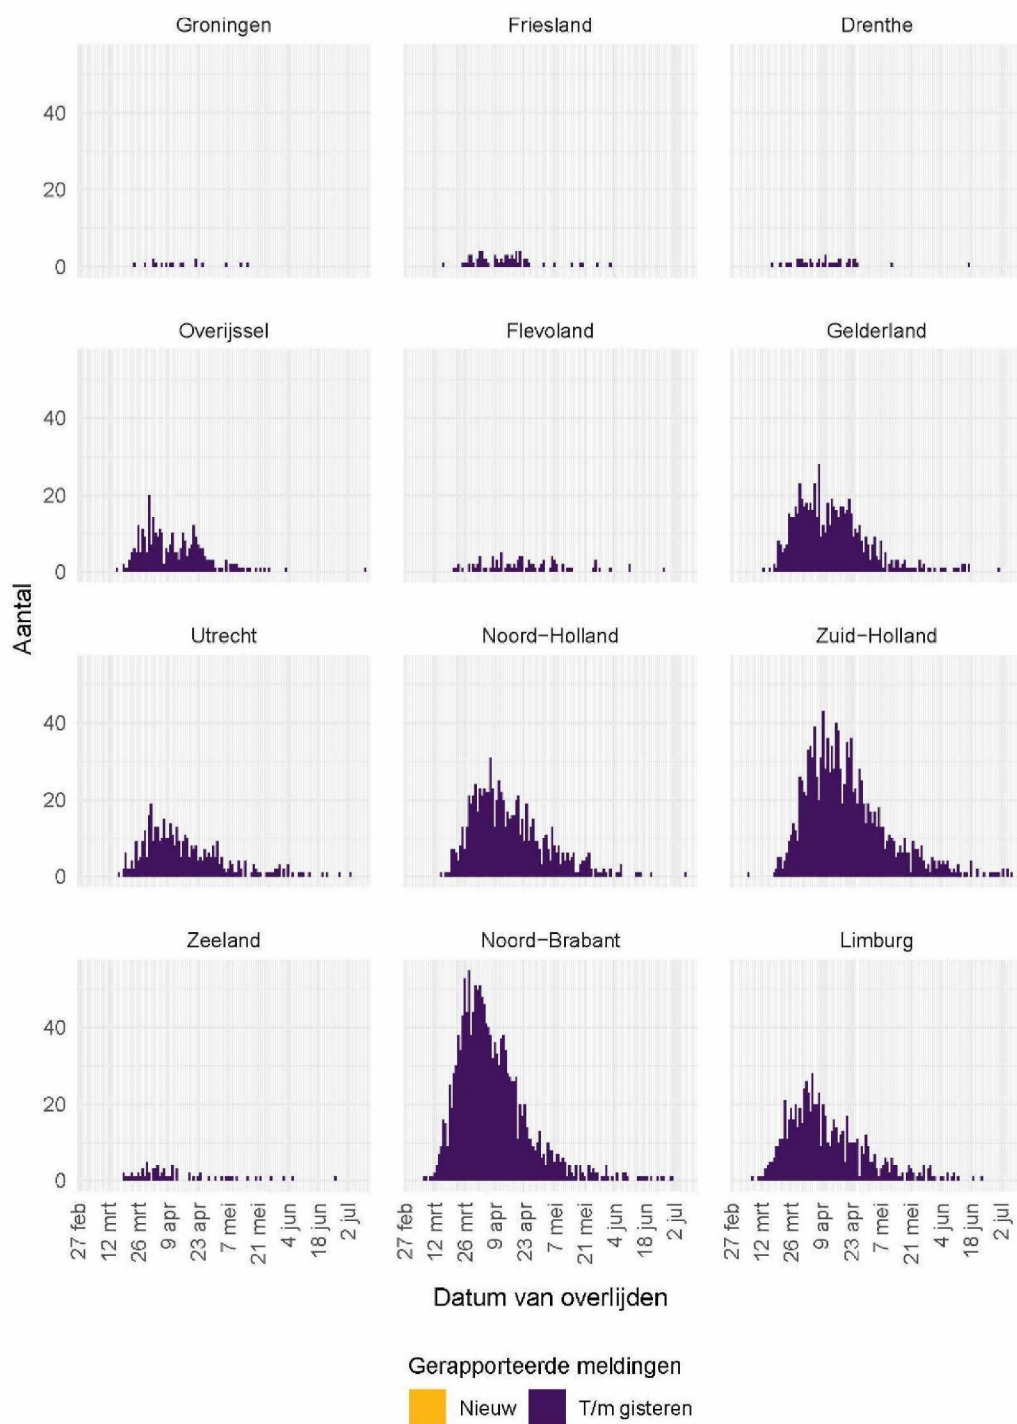 Groningen Friesland Drenthe
40
20
0
Overijssel Flevoland Gelderland
40
20
0
Utrecht Noord-Holland Zuid-Holland
40
20
0
Zeeland Noord-Brabant Limburg
40
20
0
Aantal
27 feb 12 mrt 26 mrt 9 apr 23 apr 7 mei 21 mei 4 jun 18 jun 2 jul 27 feb 12 mrt 26 mrt 9 apr 23 apr 7 mei 21 mei 4 jun 18 jun 2 jul 27 feb 12 mrt 26 mrt 9 apr 23 apr 7 mei 21 mei 4 jun 18 jun 2 jul
Datum van overlijden
Gerapporteerde meldingen
Nieuw T/m gisteren